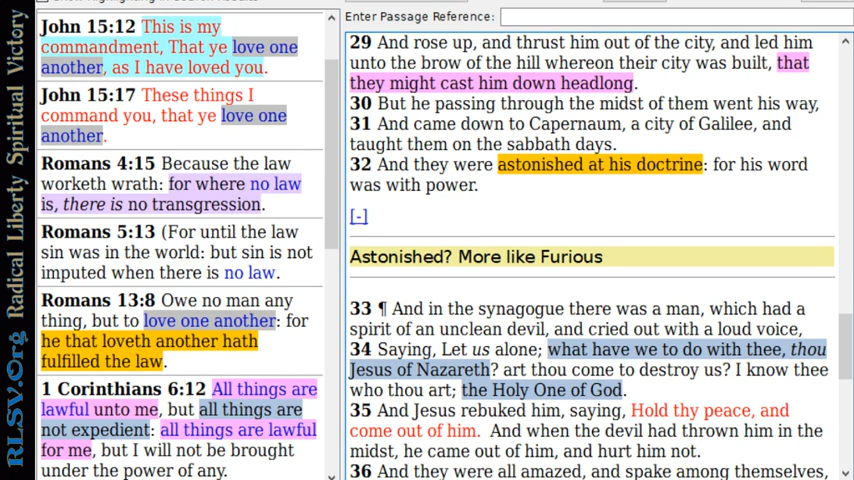 RLSV.Org Radical Liberty Spiritual Victory
John 15:12 This is my
commandment, That ye love one
another, as I have loved you.
John 15:17 These things I
command you, that ye love one
another.
Romans 4:15 Because the law
worketh wrath: for where no law
is, there is no transgression.
Romans 5:13 (For until the law
sin was in the world: but sin is not
imputed when there is no law.
Romans 13:8 Owe no man any
thing, but to love one another: for
he that loveth another hath
fulfilled the law.
1 Corinthians 6:12 All things are
lawful unto me, but all things are
not expedient: all things are lawful
for me, but I will not be brought
under the power of any.
Enter Passage Reference:
29 And rose up, and thrust him out of the city, and led him
unto the brow of the hill whereon their city was built, that
they might cast him down headlong.
30 But he passing through the midst of them went his way,
31 And came down to Capernaum, a city of Galilee, and
taught them on the sabbath days.
32 And they were astonished at his doctrine: for his word
was with power.
[-]
Astonished? More like Furious
33 ¶ And in the synagogue there was a man, which had a
spirit of an unclean devil, and cried out with a loud voice,
34 Saying, Let us alone; what have we to do with thee, thou
Jesus of Nazareth? art thou come to destroy us? I know thee
who thou art; the Holy One of God.
35 And Jesus rebuked him, saying, Hold thy peace, and
come out of him. And when the devil had thrown him in the
midst, he came out of him, and hurt him not.
36 And they were all amazed, and spake among themselves,